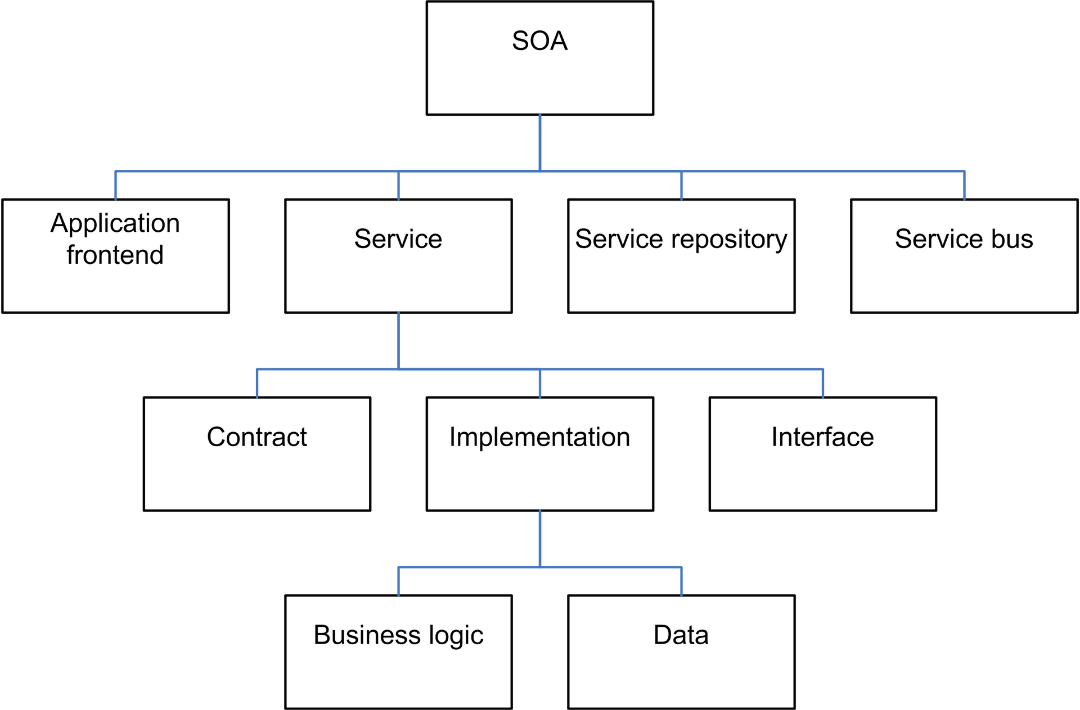 SOA
Application
frontend
Service
Service repository
Service bus
Contract
Implementation
Interface
Business logic
Data